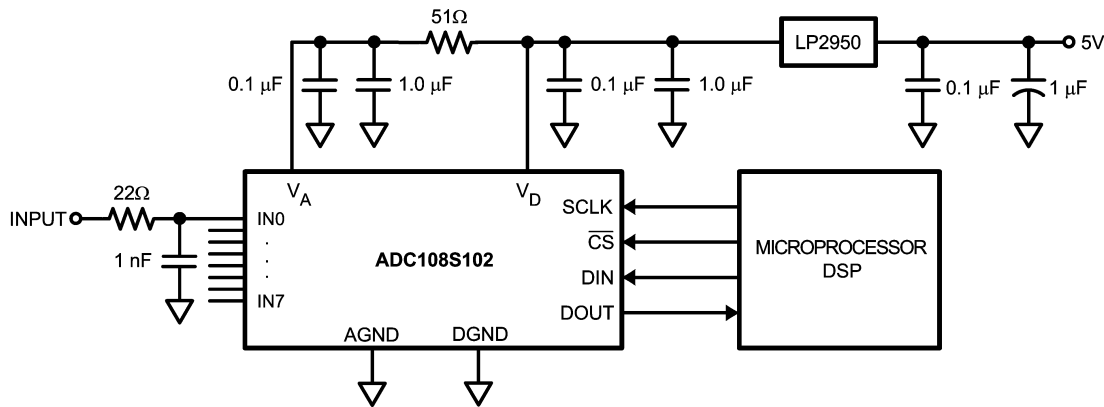 51Ω
LP2950
5V
0.1 μF
1.0 μF
0.1 μF
1.0 μF
0.1 μF
1 μF
V_A
V_D
22Ω
INPUT
IN0
SCLK
CS̅
MICROPROCESSOR
DSP
1 nF
.
.
.
ADC108S102
DIN
IN7
DOUT
AGND
DGND